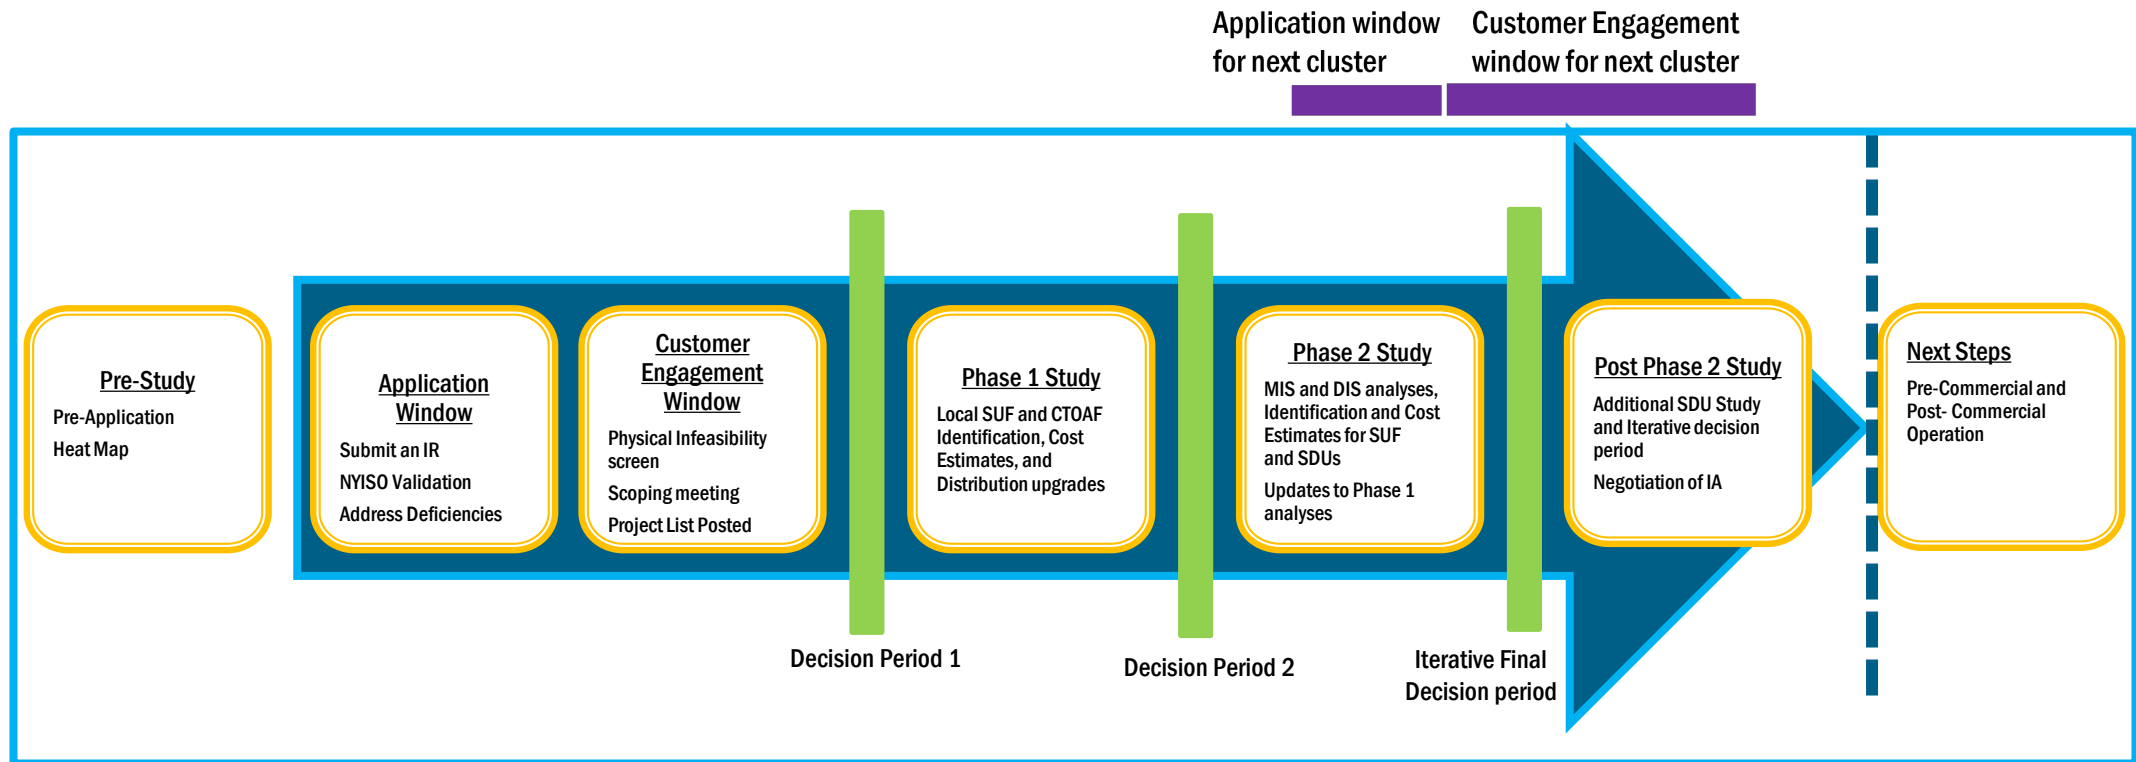 Application window
for next cluster
Customer Engagement
window for next cluster
Pre-Study
Pre-Application
Heat Map
Application
Window
Submit an IR
NYISO Validation
Address Deficiencies
Customer
Engagement
Window
Physical Infeasibility
screen
Scoping meeting
Project List Posted
Decision Period 1
Phase 1 Study
Local SUF and CTOAF
Identification, Cost
Estimates, and
Distribution upgrades
Decision Period 2
Phase 2 Study
MIS and DIS analyses,
Identification and Cost
Estimates for SUF
and SDUs
Updates to Phase 1
analyses
Iterative Final
Decision period
Post Phase 2 Study
Additional SDU Study
and Iterative decision
period
Negotiation of IA
Next Steps
Pre-Commercial and
Post- Commercial
Operation